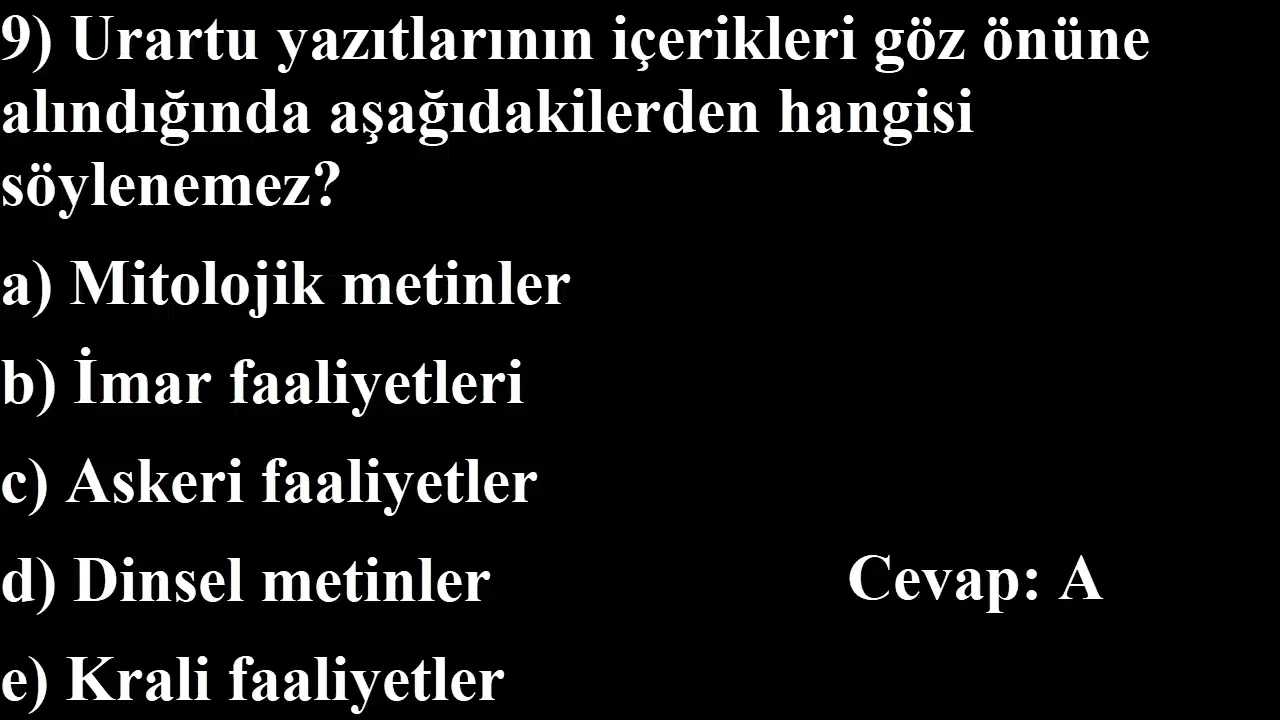 9) Urartu yazıtlarının içerikleri göz önüne
alındığında aşağıdakilerden hangisi
söylenemez?
a) Mitolojik metinler
b) İmar faaliyetleri
c) Askeri faaliyetler
d) Dinsel metinler
Cevap: A
e) Krali faaliyetler